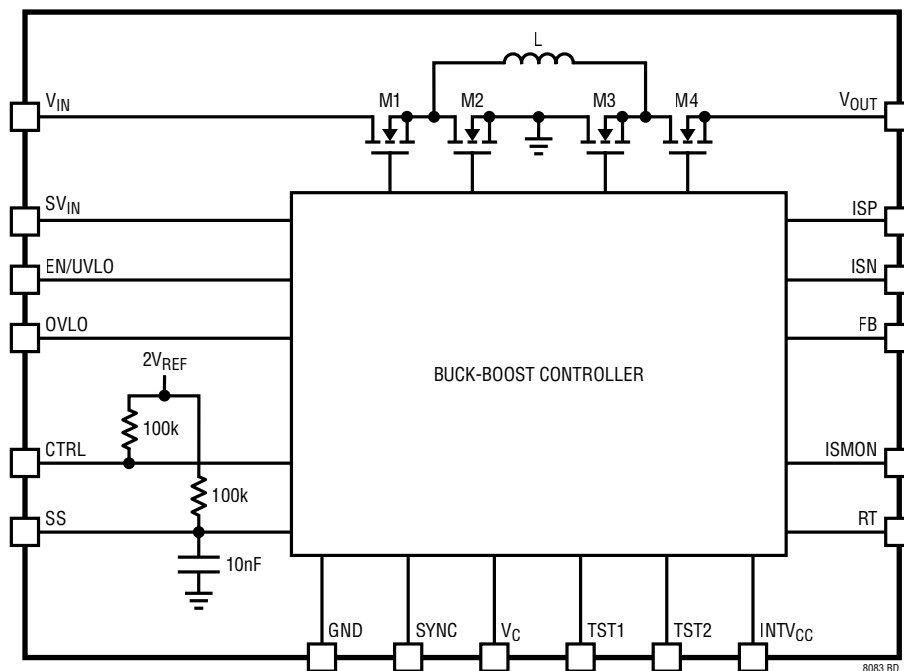 L
V_IN
M1
M2
M3
M4
V_OUT
SV_IN
ISP
EN/UVLO
ISN
OVLO
FB
2V_REF
BUCK-BOOST CONTROLLER
100k
CTRL
ISMON
100k
SS
RT
10nF
GND
SYNC
V_C
TST1
TST2
INTV_CC
8083 BD